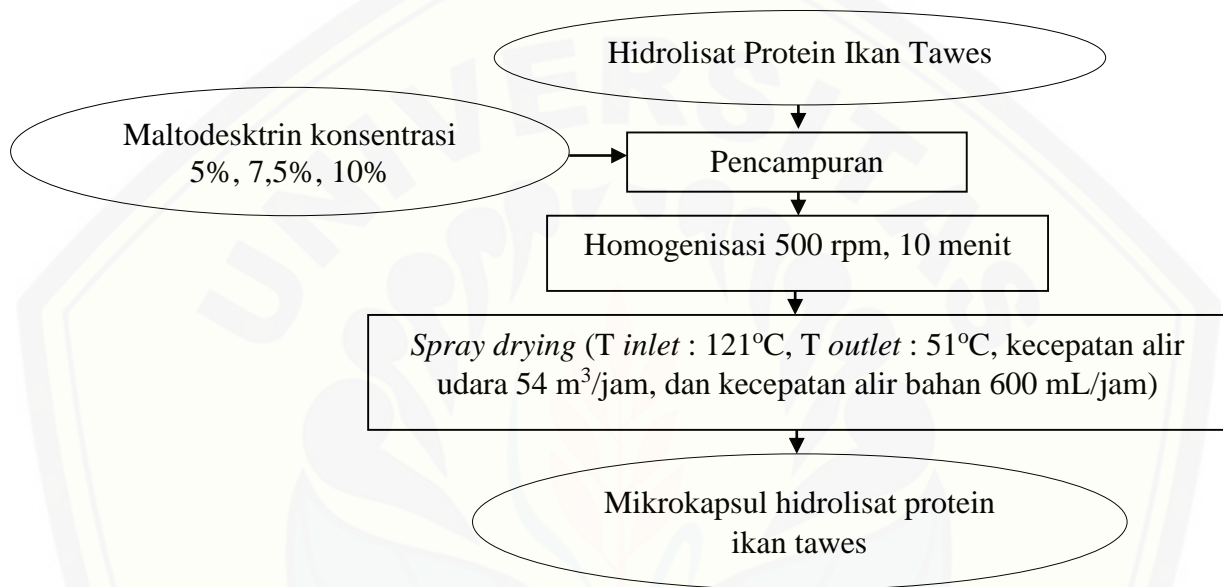 Hidrolisat Protein Ikan Tawes
Maltodesktrin konsentrasi
5%, 7,5%, 10%
Pencampuran
Homogenisasi 500 rpm, 10 menit
Spray drying (T inlet : 121°C, T outlet : 51°C, kecepatan alir
udara 54 m³/jam, dan kecepatan alir bahan 600 mL/jam)
Mikrokapsul hidrolisat protein
ikan tawes
UNIVERSITAS